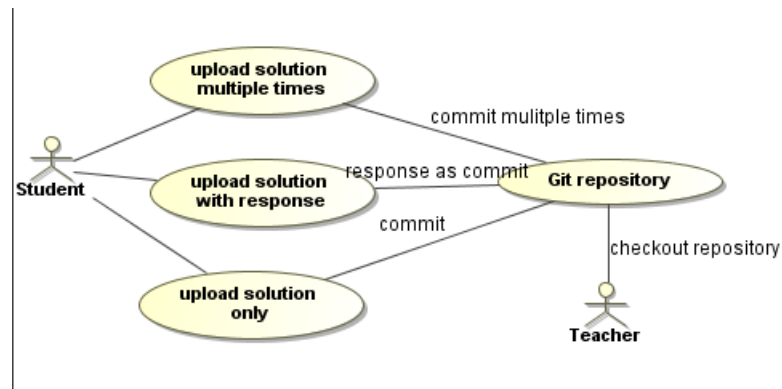 upload solution
multiple times
commit mulitple times
Student
upload solution
with response
response as commit
Git repository
commit
checkout repository
upload solution
only
Teacher